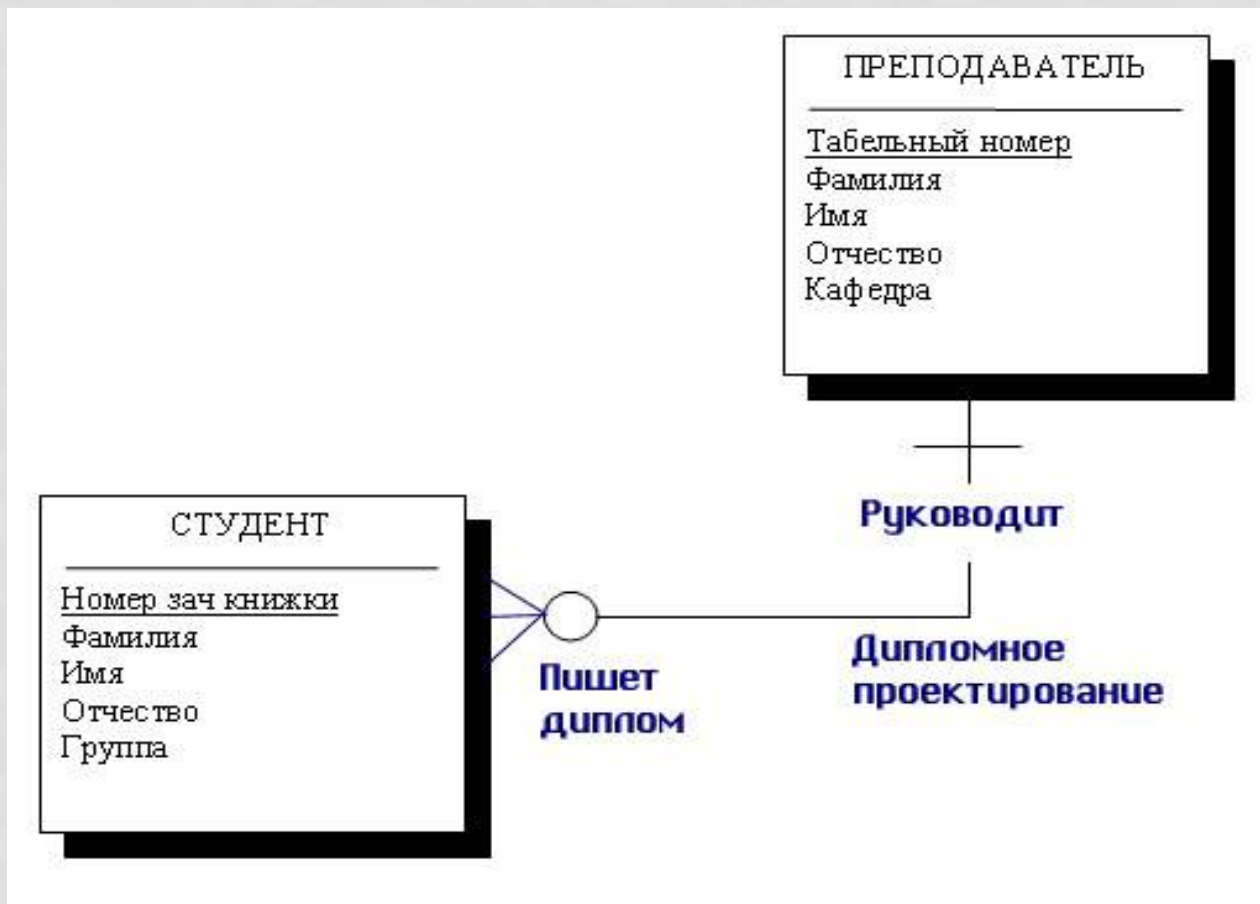 ПРЕПОДАВАТЕЛЬ
Табельный номер
Фамилия
Имя
Отчество
Кафедра
Руководит
СТУДЕНТ
Номер зач книжки
Фамилия
Имя
Отчество
Группа
Пишет
диплом
Дипломное
проектирование